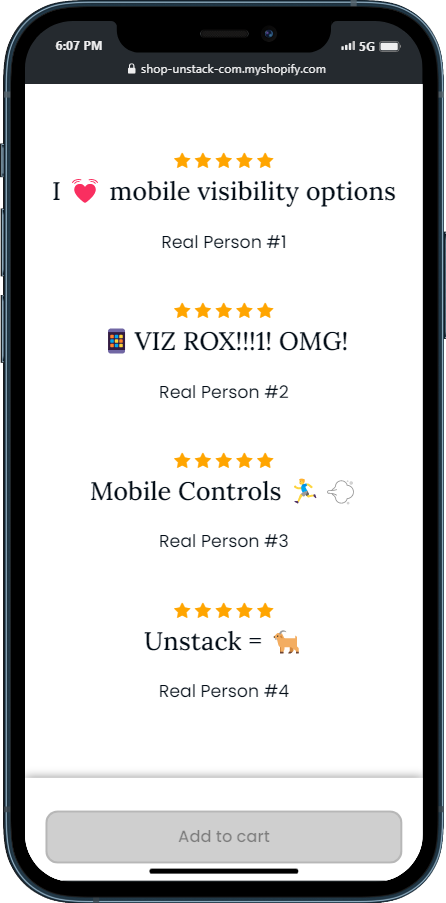 6:07 PM 5G
shop-unstack-com.myshopify.com
I 💓 mobile visibility options
Real Person #1
📱 VIZ ROX!!!1! OMG!
Real Person #2
Mobile Controls 🏃‍♂️ 💨
Real Person #3
Unstack = 🐐
Real Person #4
Add to cart